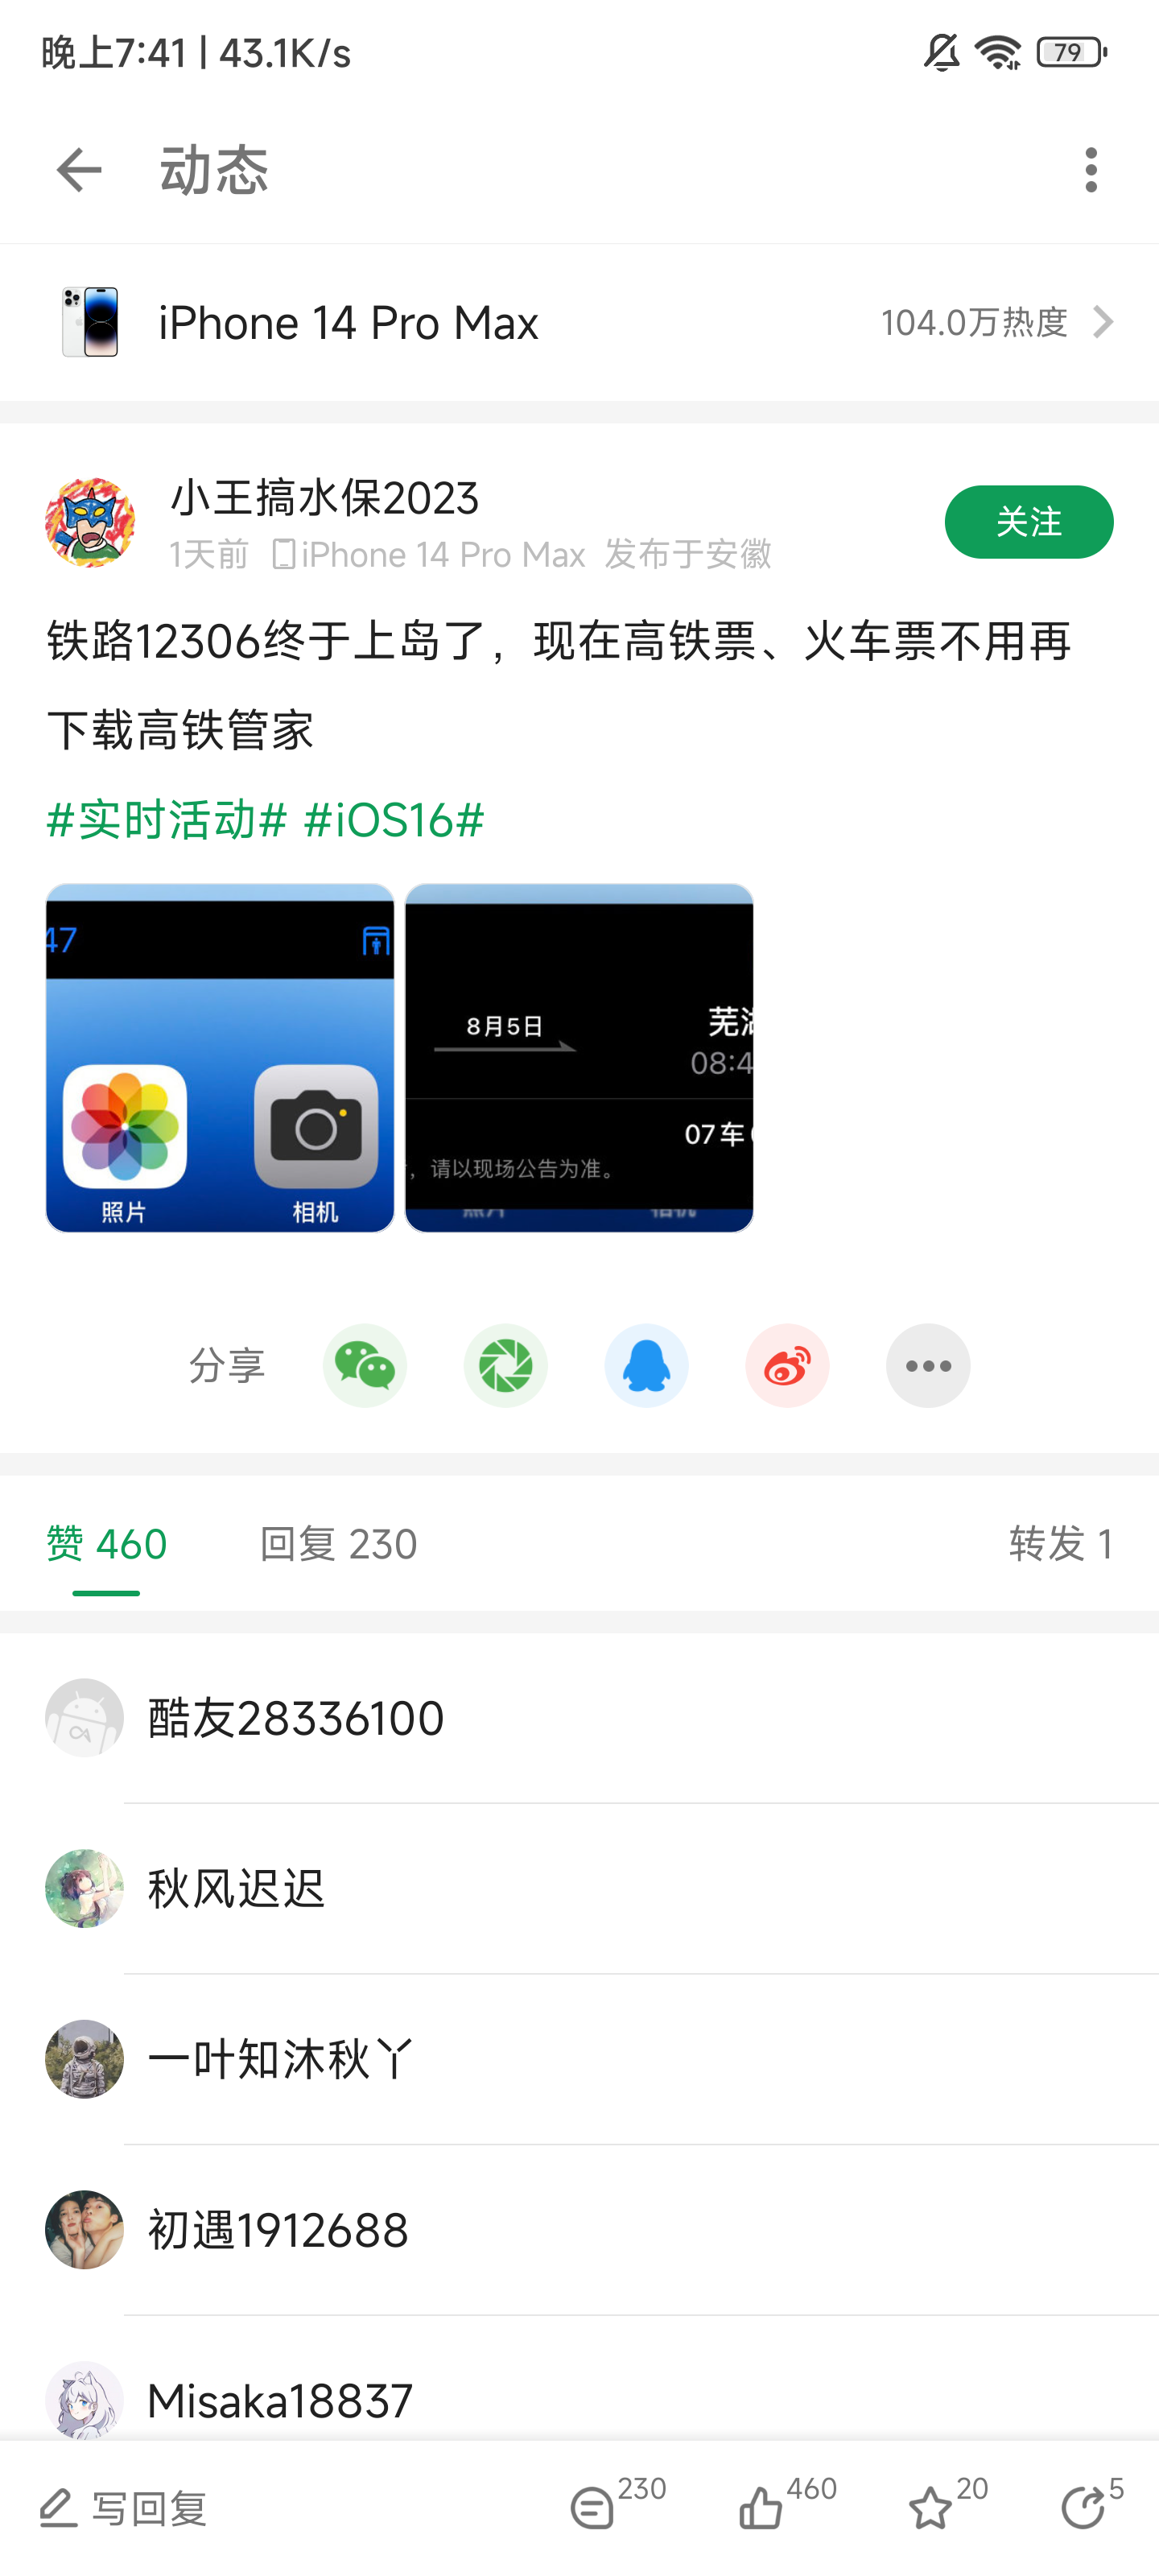 晚上7:41 | 43.1K/s
79
动态
iPhone 14 Pro Max
104.0万热度
小王搞水保2023
关注
1天前 iPhone 14 Pro Max 发布于安徽
铁路12306终于上岛了，现在高铁票、火车票不用再
下载高铁管家
#实时活动# #iOS16#
47
照片
相机
8月5日
芜
08:4
07车
，请以现场公告为准。
照片
相机
分享
赞 460
回复 230
转发 1
酷友28336100
秋风迟迟
一叶知沐秋丫
初遇1912688
Misaka18837
写回复
230
460
20
5